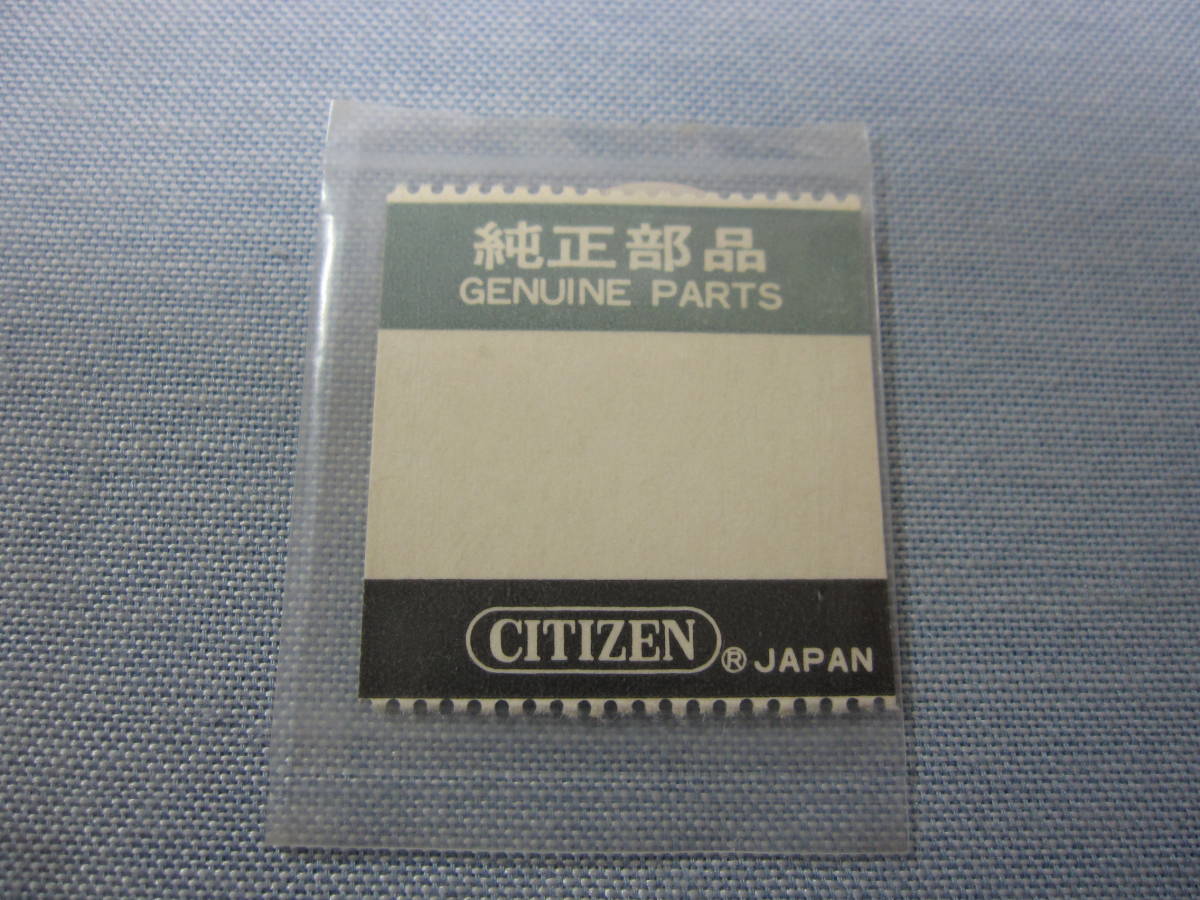 純正部品
GENUINE PARTS
CITIZEN ® JAPAN